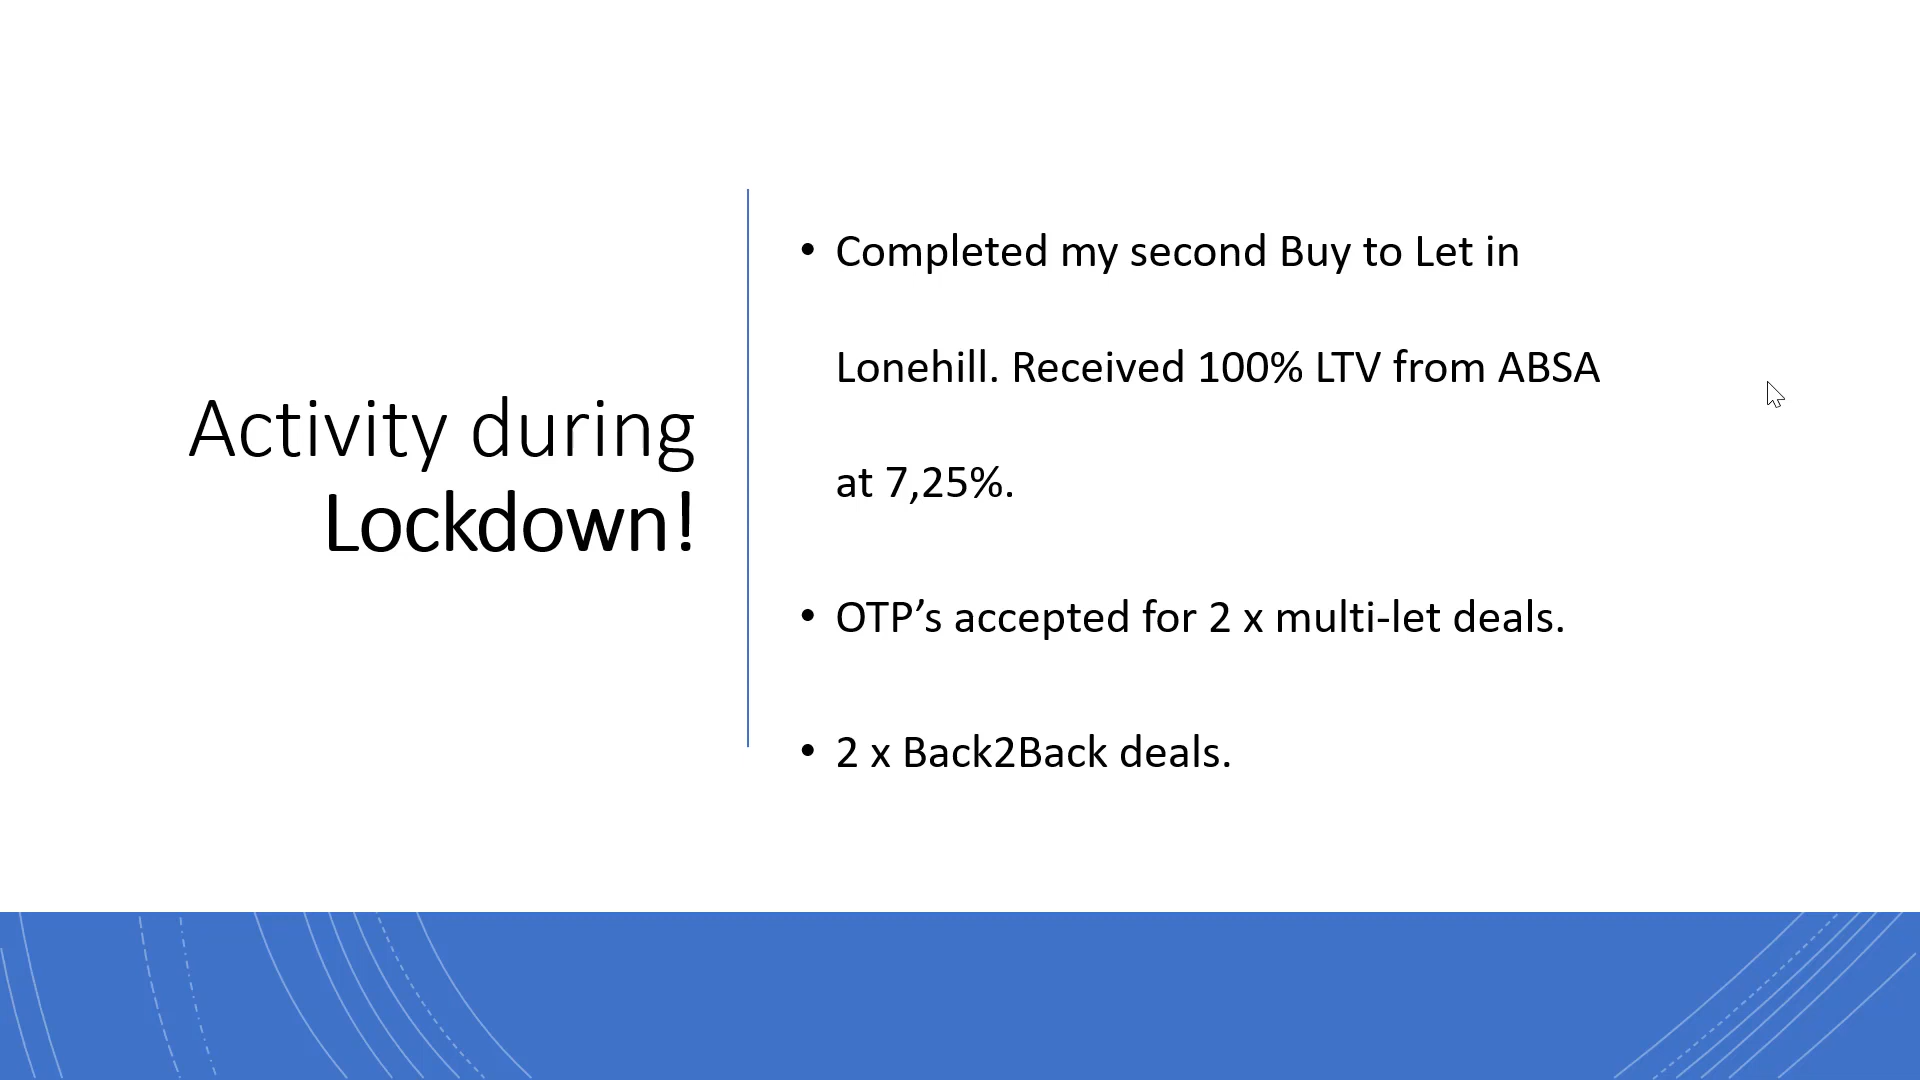 Activity during
Lockdown!
• Completed my second Buy to Let in
Lonehill. Received 100% LTV from ABSA
at 7,25%.
• OTP’s accepted for 2 x multi-let deals.
• 2 x Back2Back deals.